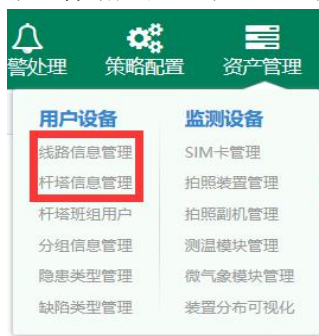 警处理 策略配置 资产管理
用户设备 监测设备
线路信息管理 SIM卡管理
杆塔信息管理 拍照装置管理
杆塔班组用户 拍照副机管理
分组信息管理 测温模块管理
隐患类型管理 微气象模块管理
缺陷类型管理 装置分布可视化